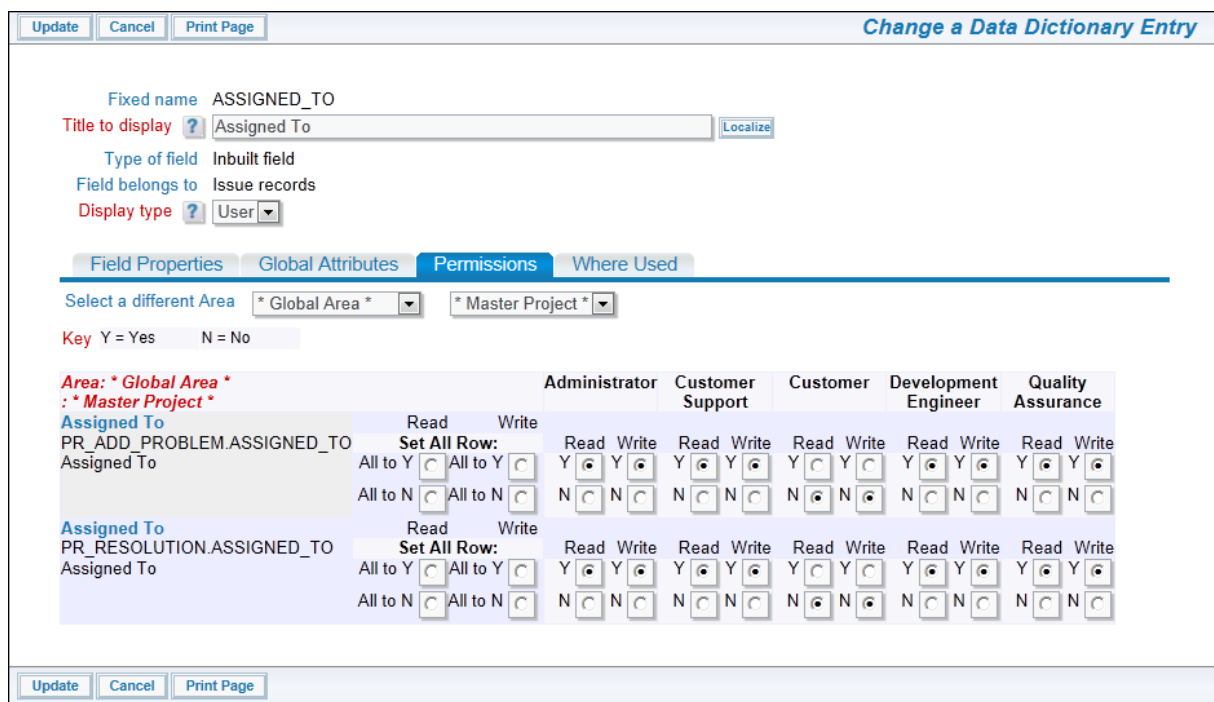 Update Cancel Print Page Change a Data Dictionary Entry
Fixed name ASSIGNED_TO
Title to display ? Assigned To Localize
Type of field Inbuilt field
Field belongs to Issue records
Display type ? User
Field Properties Global Attributes Permissions Where Used
Select a different Area * Global Area * * Master Project *
Key Y = Yes N = No
Area: * Global Area * Administrator Customer Customer Development Quality
: * Master Project * Support Engineer Assurance
Assigned To Read Write
PR_ADD_PROBLEM.ASSIGNED_TO Set All Row: Read Write Read Write Read Write Read Write Read Write
Assigned To All to Y All to Y Y Y Y Y Y Y Y Y Y Y
All to N All to N N N N N N N N N N N
Assigned To Read Write
PR_RESOLUTION.ASSIGNED_TO Set All Row: Read Write Read Write Read Write Read Write Read Write
Assigned To All to Y All to Y Y Y Y Y Y Y Y Y Y Y
All to N All to N N N N N N N N N N N
Update Cancel Print Page